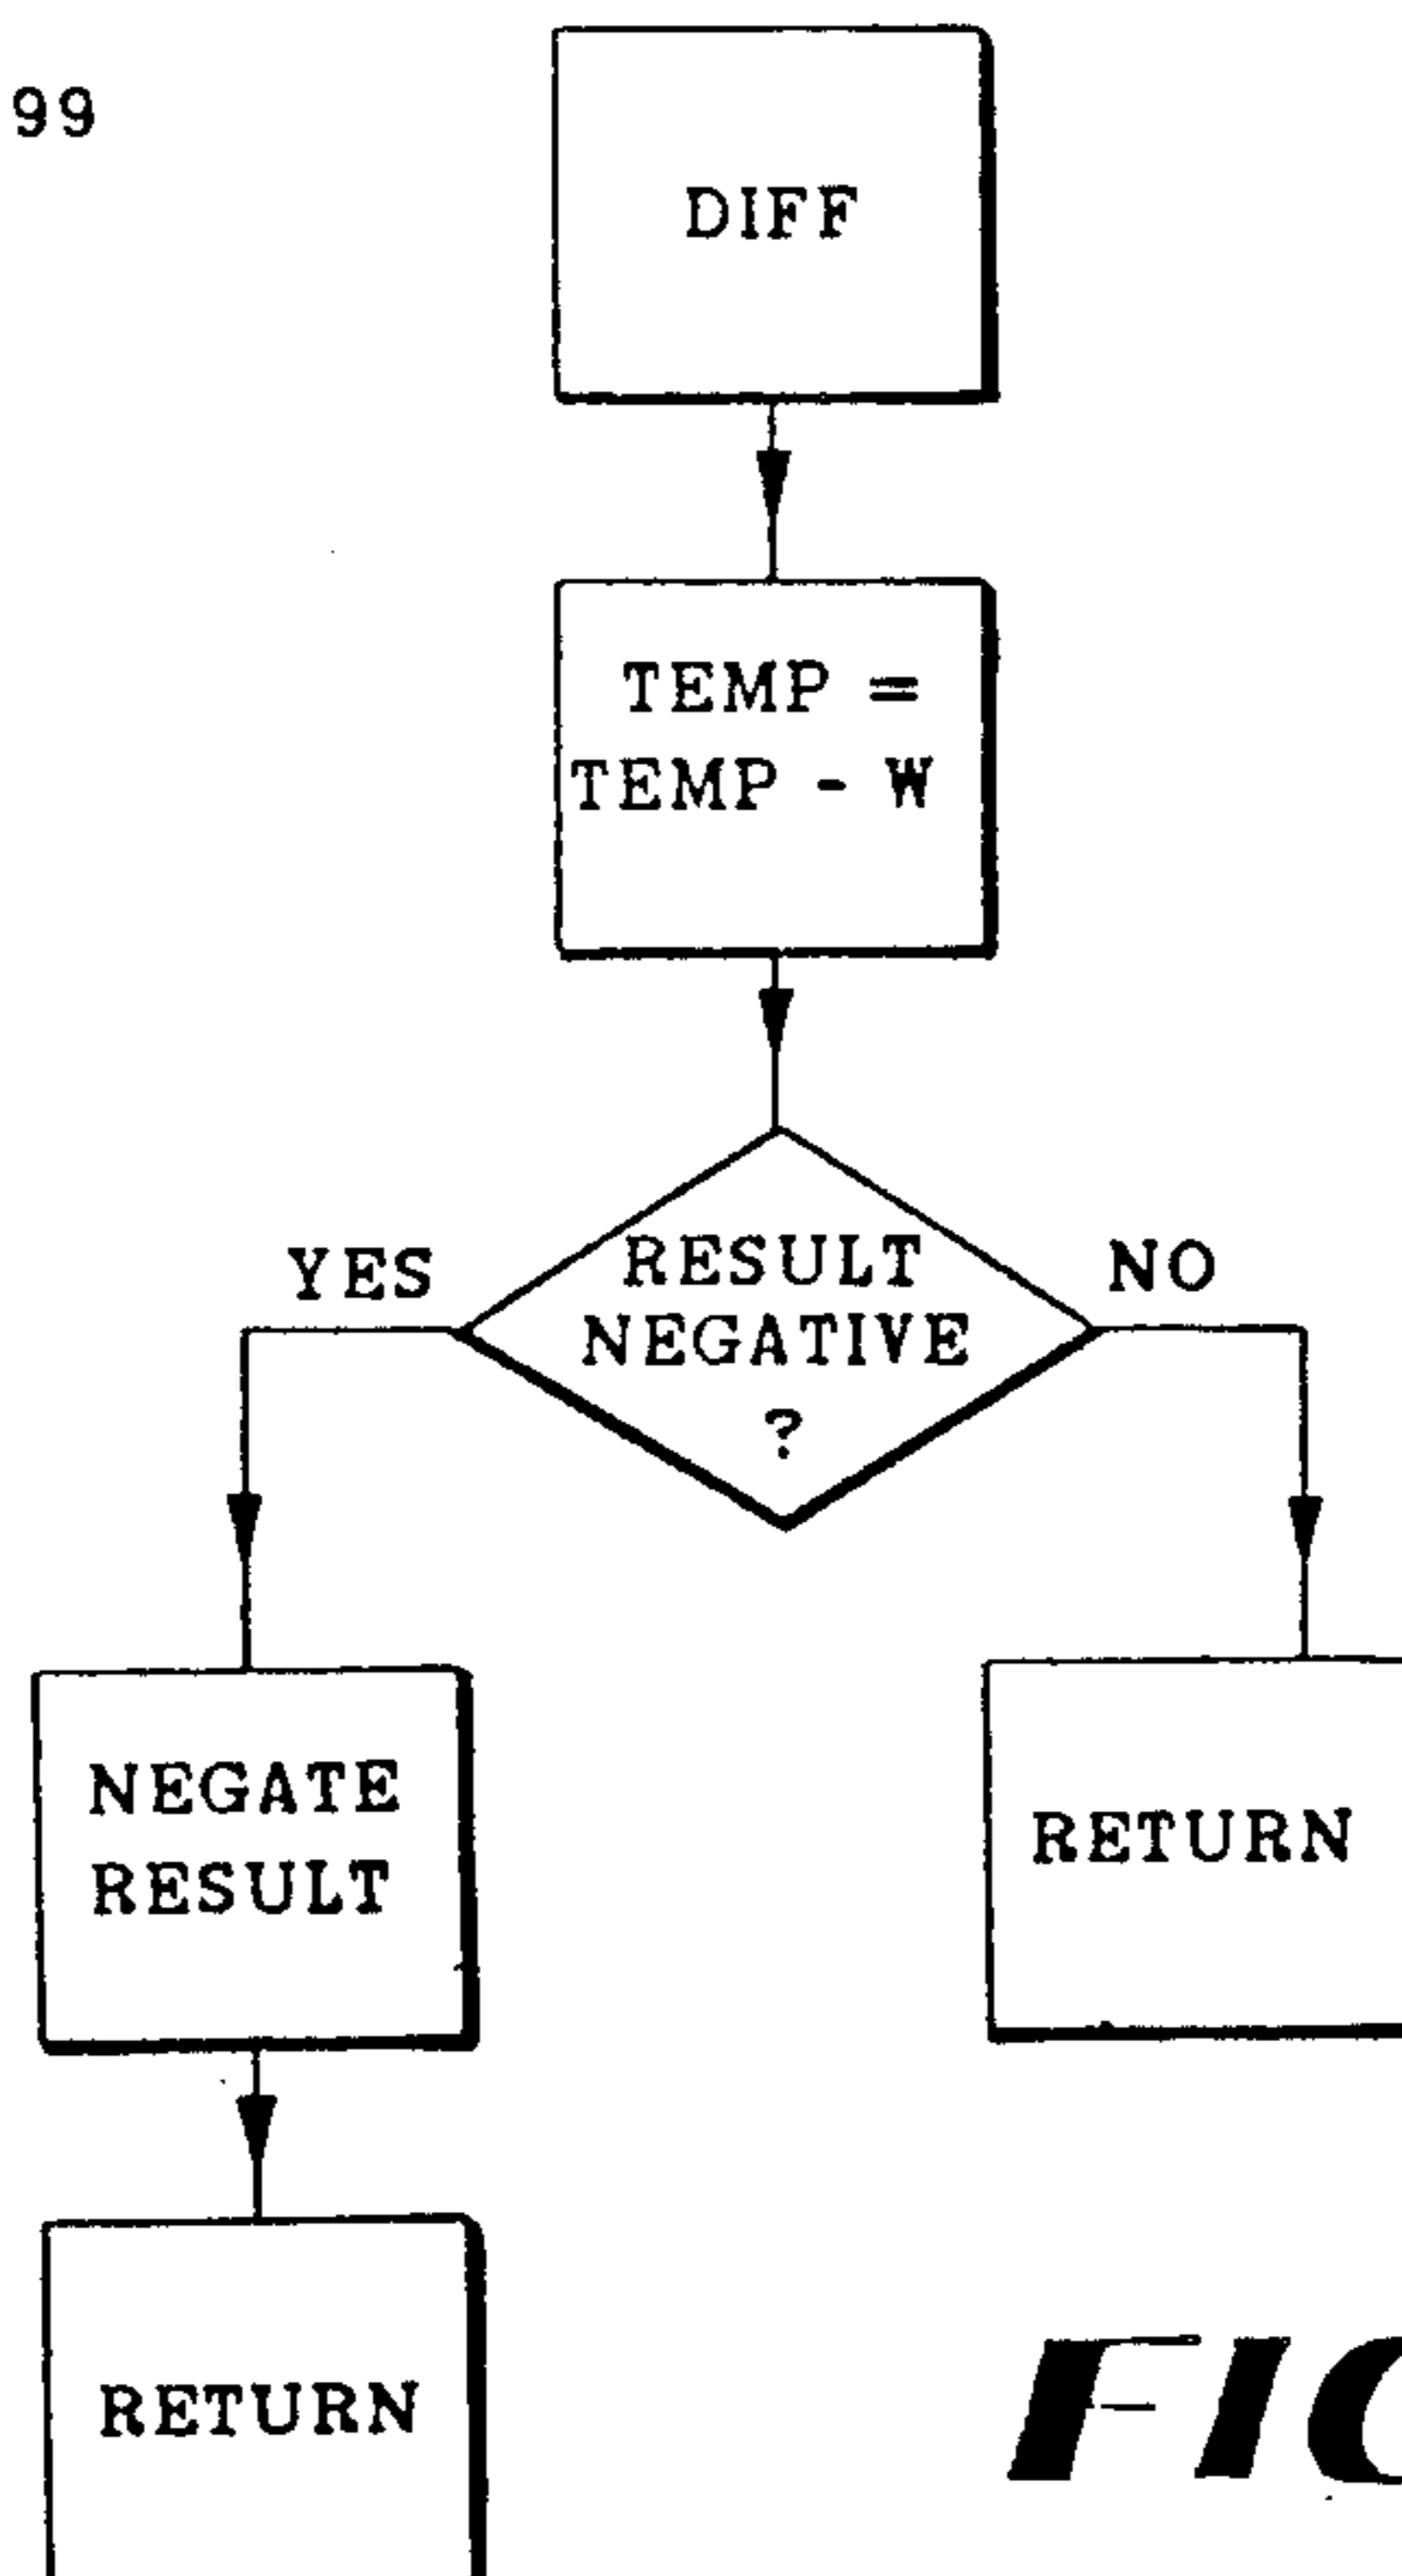 99
DIFF
TEMP =
TEMP - W
YES
RESULT
NEGATIVE
?
NO
NEGATE
RESULT
RETURN
RETURN